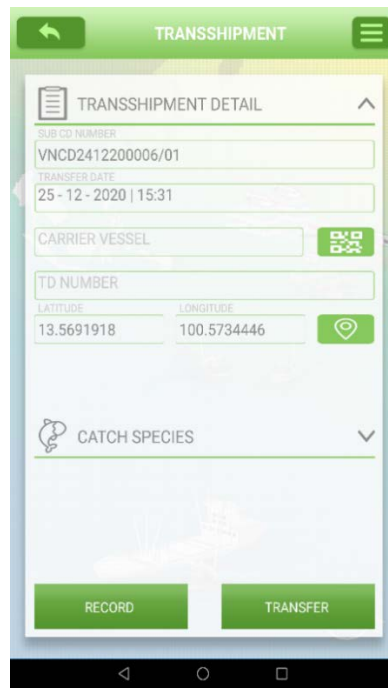 TRANSSHIPMENT
TRANSSHIPMENT DETAIL
SUB CD NUMBER
VNCD2412200006/01
TRANSFER DATE
25 - 12 - 2020 | 15:31
CARRIER VESSEL
TD NUMBER
LATITUDE LONGITUDE
13.5691918 100.5734446
CATCH SPECIES
RECORD TRANSFER